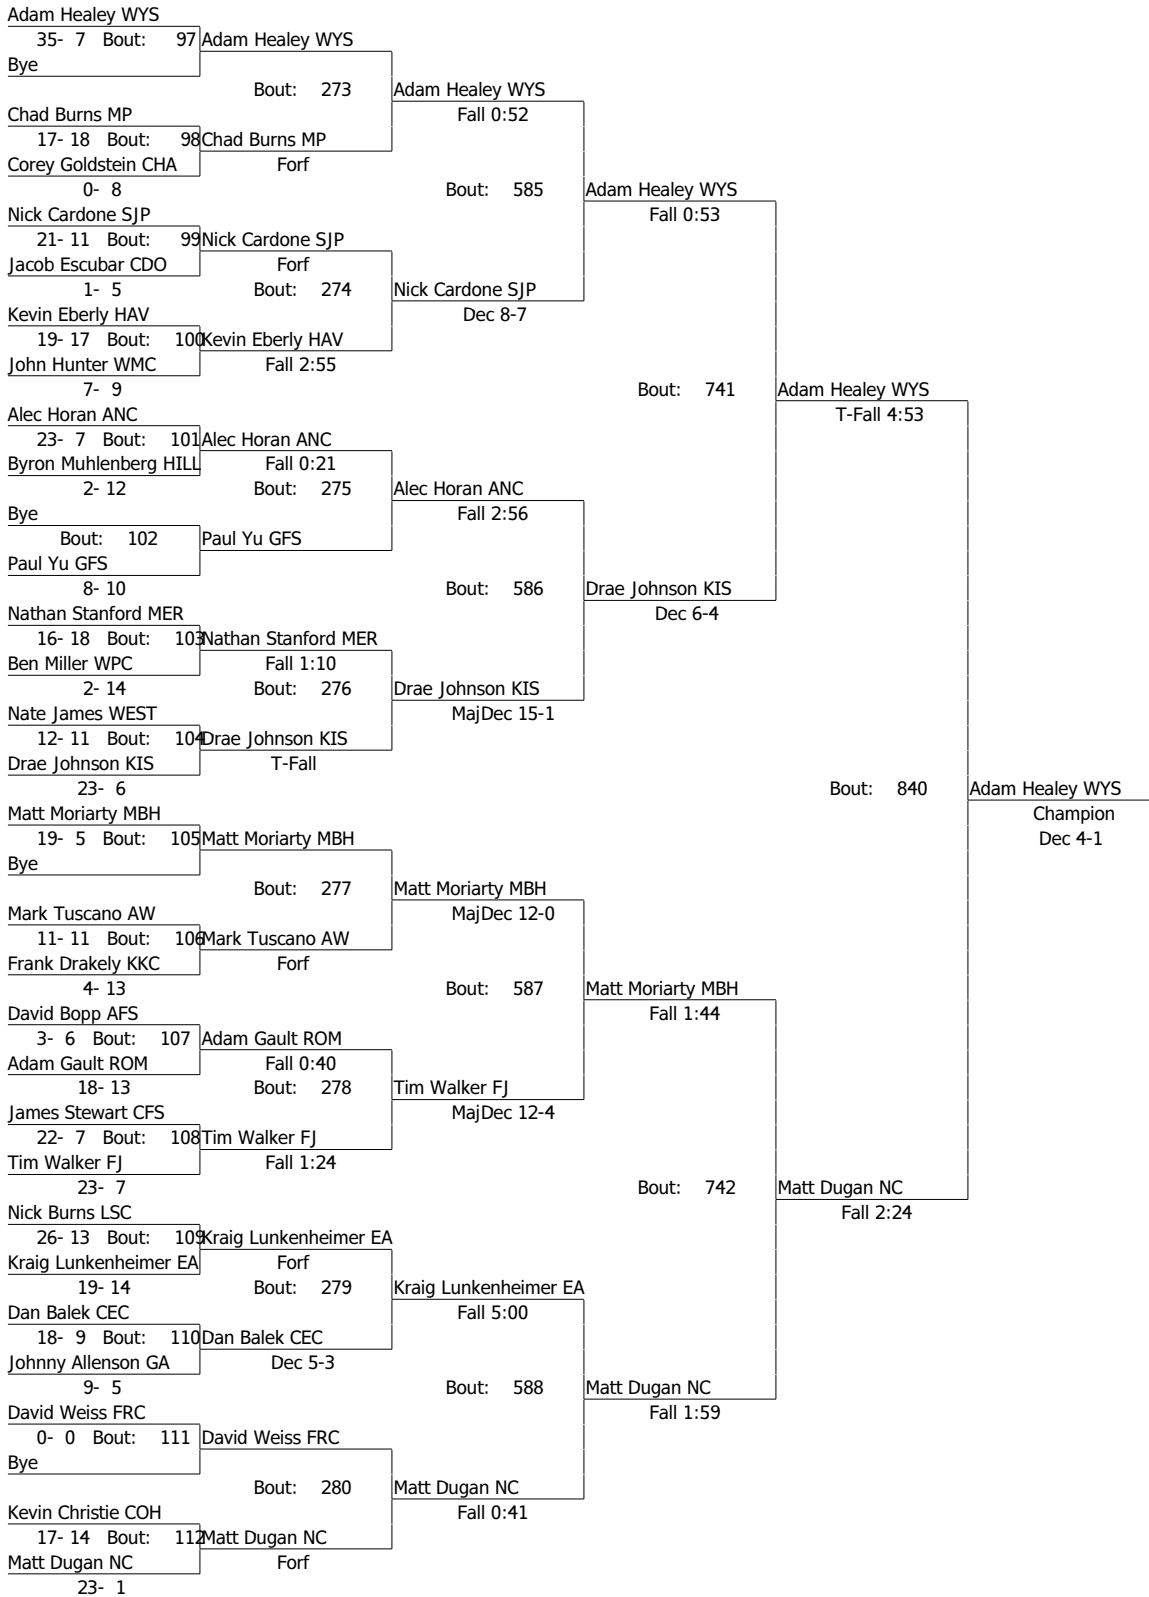 Adam Healey WYS
35- 7 Bout: 97 Adam Healey WYS
Bye
Bout: 273 Adam Healey WYS
Chad Burns MP Fall 0:52
17- 18 Bout: 98 Chad Burns MP
Corey Goldstein CHA Forf
0- 8 Bout: 585 Adam Healey WYS
Nick Cardone SJP Fall 0:53
21- 11 Bout: 99 Nick Cardone SJP
Jacob Escubar CDO Forf
1- 5 Bout: 274 Nick Cardone SJP
Kevin Eberly HAV Dec 8-7
19- 17 Bout: 100 Kevin Eberly HAV
John Hunter WMC Fall 2:55
7- 9 Bout: 741 Adam Healey WYS
Alec Horan ANC T-Fall 4:53
23- 7 Bout: 101 Alec Horan ANC
Byron Muhlenberg HILL Fall 0:21
2- 12 Bout: 275 Alec Horan ANC
Bye Fall 2:56
Bout: 102 Paul Yu GFS
Paul Yu GFS
8- 10 Bout: 586 Drae Johnson KIS
Nathan Stanford MER Dec 6-4
16- 18 Bout: 103 Nathan Stanford MER
Ben Miller WPC Fall 1:10
2- 14 Bout: 276 Drae Johnson KIS
Nate James WEST MajDec 15-1
12- 11 Bout: 104 Drae Johnson KIS
Drae Johnson KIS T-Fall
23- 6 Bout: 840 Adam Healey WYS
Matt Moriarty MBH Champion
19- 5 Bout: 105 Matt Moriarty MBH Dec 4-1
Bye
Bout: 277 Matt Moriarty MBH
Mark Tuscano AW MajDec 12-0
11- 11 Bout: 106 Mark Tuscano AW
Frank Drakely KKC Forf
4- 13 Bout: 587 Matt Moriarty MBH
David Bopp AFS Fall 1:44
3- 6 Bout: 107 Adam Gault ROM
Adam Gault ROM Fall 0:40
18- 13 Bout: 278 Tim Walker FJ
James Stewart CFS MajDec 12-4
22- 7 Bout: 108 Tim Walker FJ
Tim Walker FJ Fall 1:24
23- 7 Bout: 742 Matt Dugan NC
Nick Burns LSC Fall 2:24
26- 13 Bout: 109 Kraig Lunkenheimer EA
Kraig Lunkenheimer EA Forf
19- 14 Bout: 279 Kraig Lunkenheimer EA
Dan Balek CEC Fall 5:00
18- 9 Bout: 110 Dan Balek CEC
Johnny Allenson GA Dec 5-3
9- 5 Bout: 588 Matt Dugan NC
David Weiss FRC Fall 1:59
0- 0 Bout: 111 David Weiss FRC
Bye
Bout: 280 Matt Dugan NC
Kevin Christie COH Fall 0:41
17- 14 Bout: 112 Matt Dugan NC
Matt Dugan NC Forf
23- 1